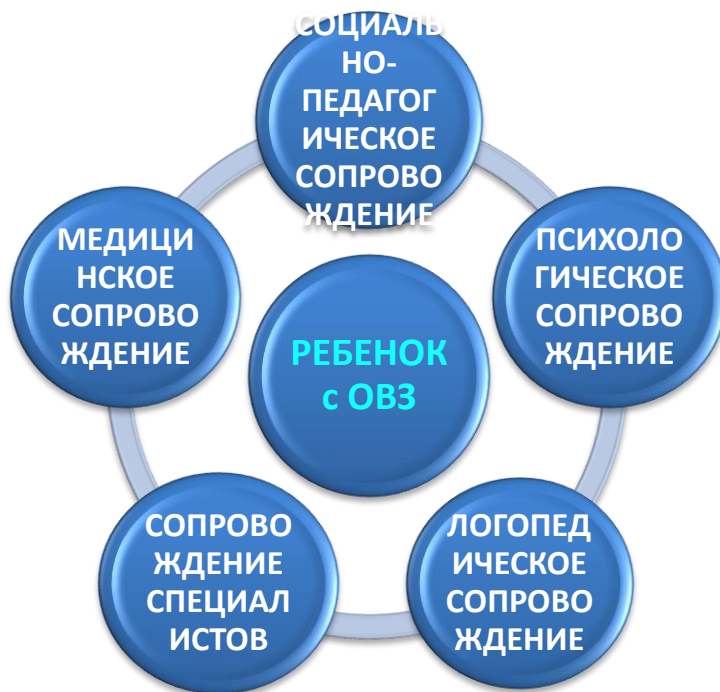 СОЦИАЛЬ
НО-
ПЕДАГОГ
ИЧЕСКОЕ
СОПРОВО
ЖДЕНИЕ
ПСИХОЛО
ГИЧЕСКОЕ
СОПРОВО
ЖДЕНИЕ
ЛОГОПЕД
ИЧЕСКОЕ
СОПРОВО
ЖДЕНИЕ
СОПРОВО
ЖДЕНИЕ
СПЕЦИАЛ
ИСТОВ
МЕДИЦИ
НСКОЕ
СОПРОВО
ЖДЕНИЕ
РЕБЕНОК
с ОВЗ